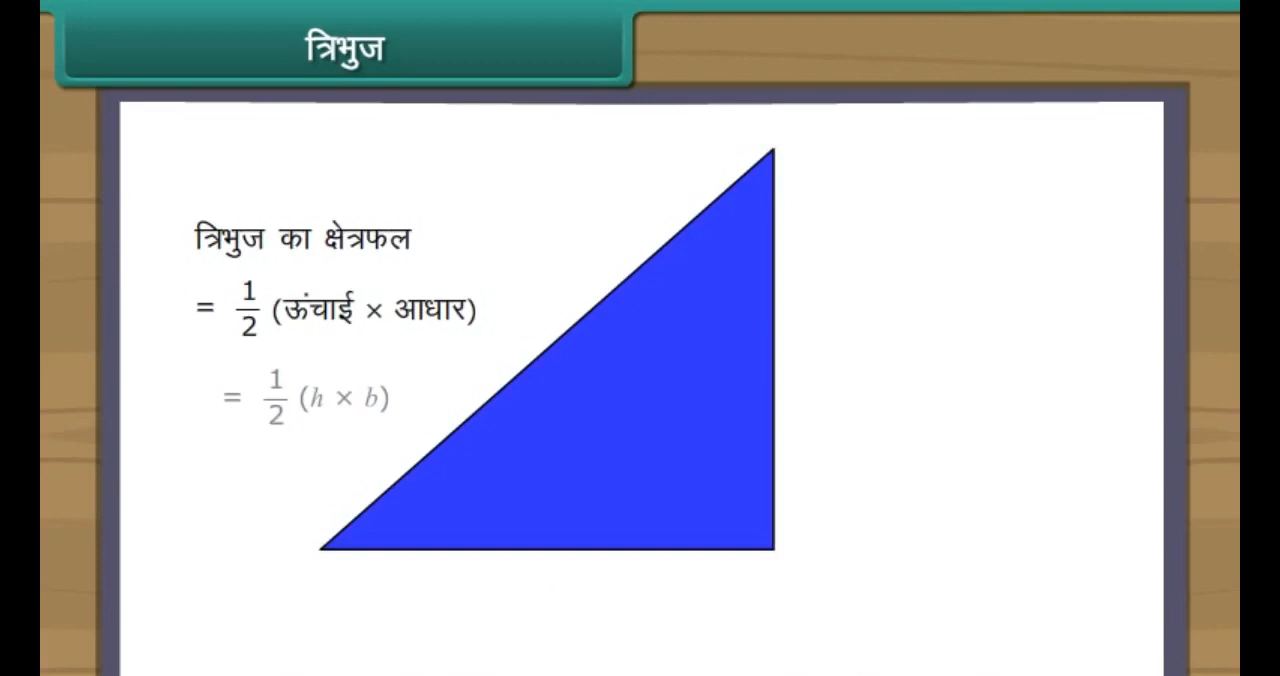 त्रिभुज
त्रिभुज का क्षेत्रफल
= 1/2 (ऊंचाई × आधार)
= 1/2 (h × b)